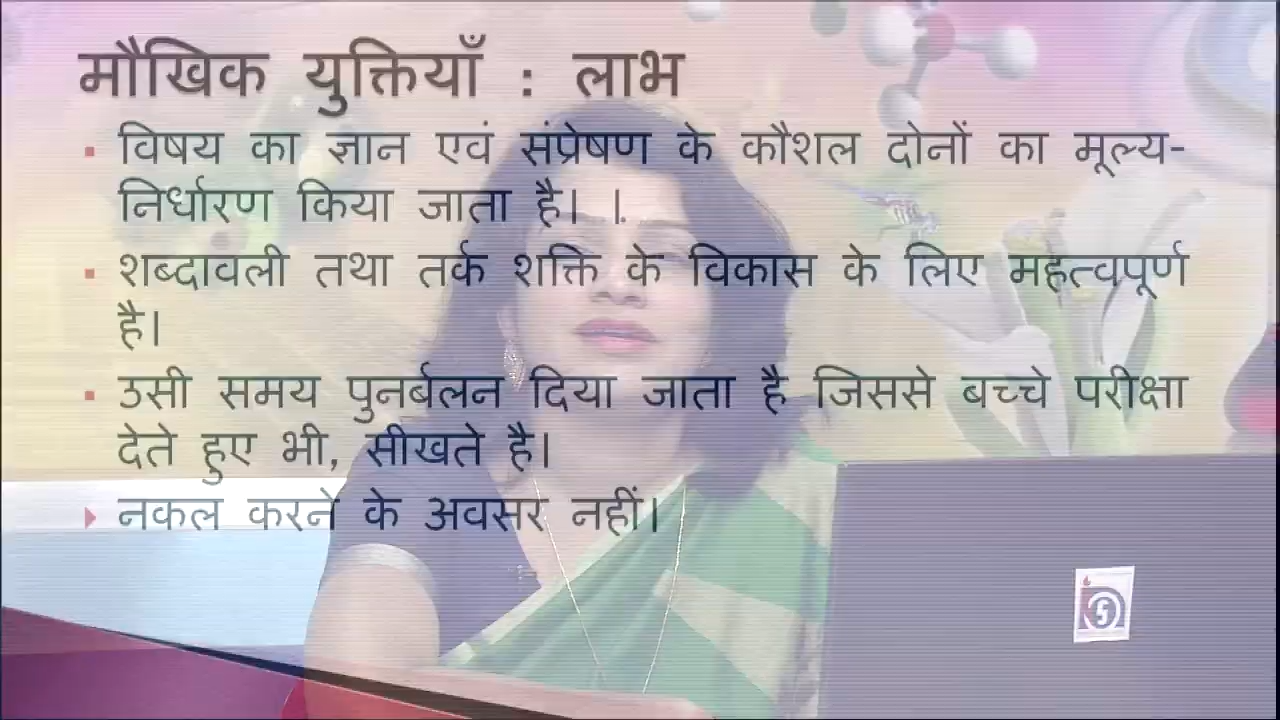 मौखिक युक्तियाँ : लाभ
▪ विषय का ज्ञान एवं संप्रेषण के कौशल दोनों का मूल्य-
निर्धारण किया जाता है। ।
▪ शब्दावली तथा तर्क शक्ति के विकास के लिए महत्वपूर्ण
है।
▪ उसी समय पुनर्बलन दिया जाता है जिससे बच्चे परीक्षा
देते हुए भी, सीखते है।
नकल करने के अवसर नहीं।